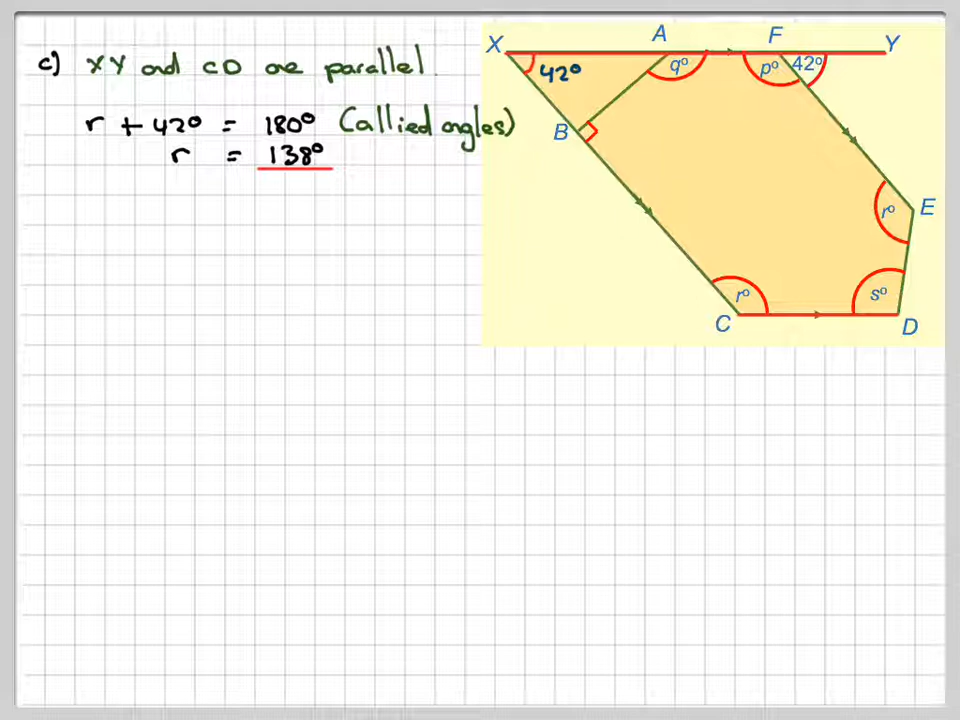 c) XY and CD are parallel.
r + 42° = 180° (allied angles)
r = 138°
X
A
F
Y
42°
q°
p°
42°
B
E
r°
r°
s°
C
D